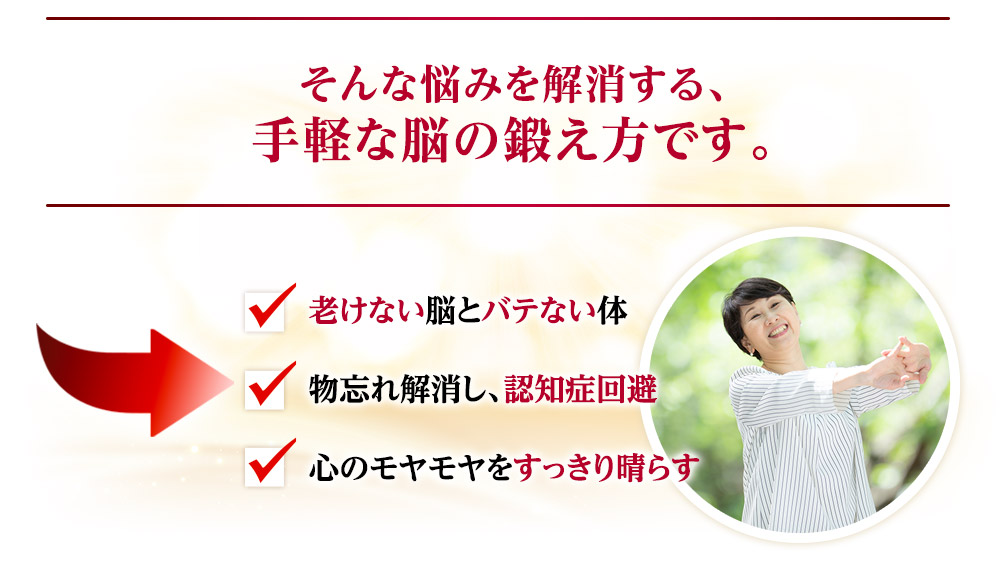 そんな悩みを解消する、
手軽な脳の鍛え方です。
老けない脳とバテない体
物忘れ解消し、認知症回避
心のモヤモヤをすっきり晴らす